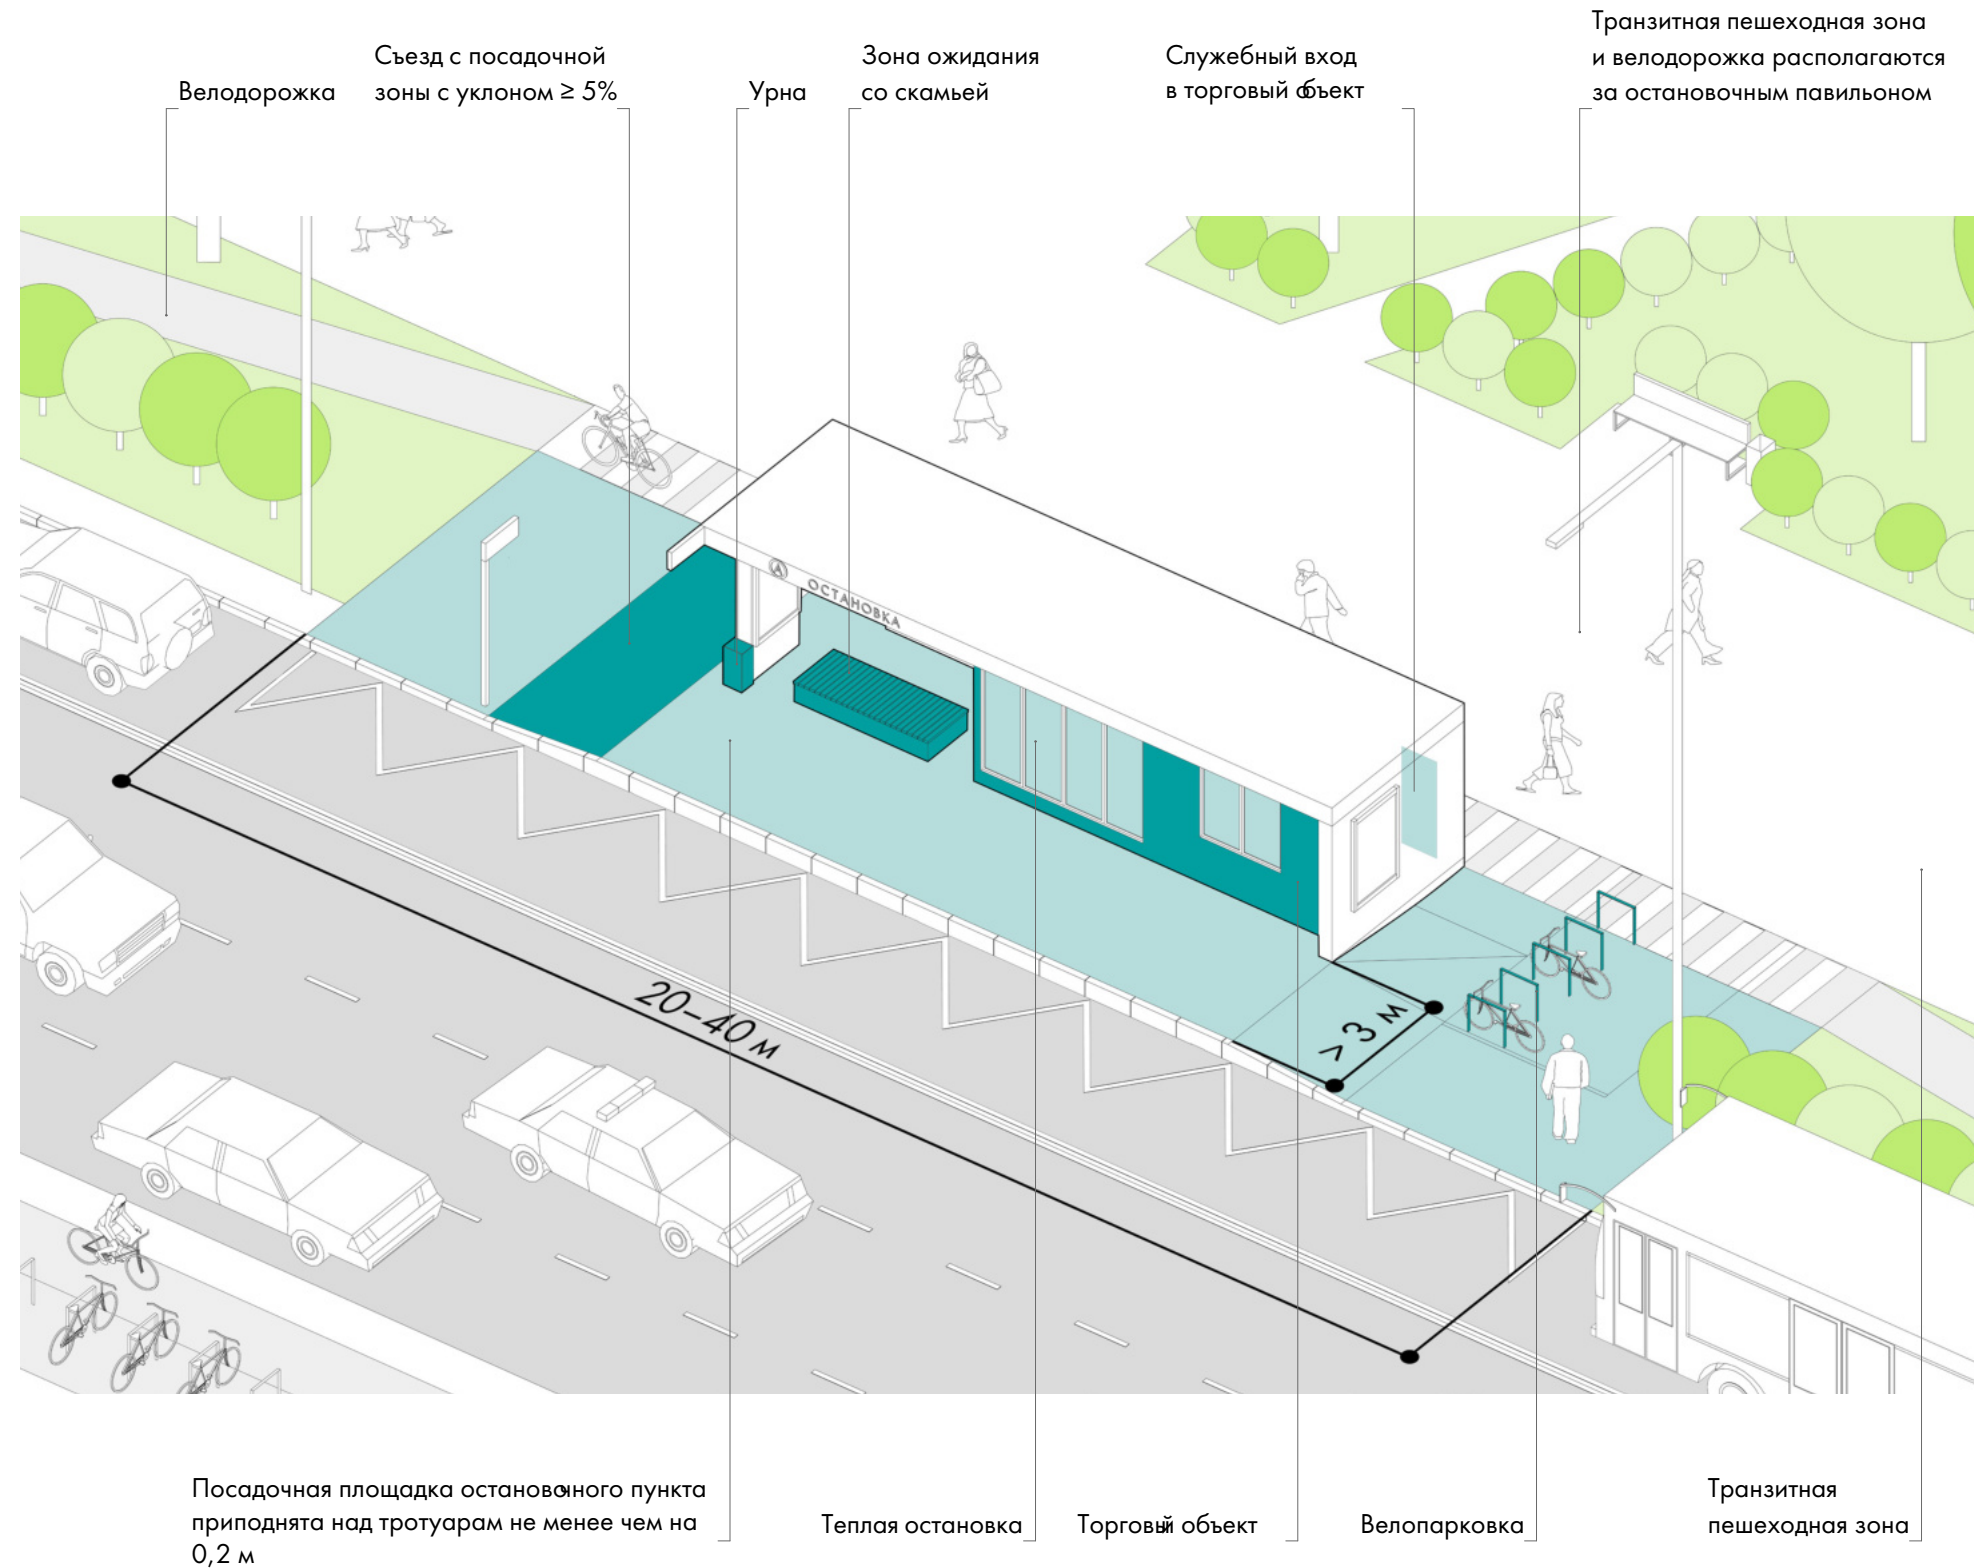 Велодорожка
Съезд с посадочной
зоны с уклоном ≥ 5%
Урна
Зона ожидания
со скамьей
Служебный вход
в торговый объект
Транзитная пешеходная зона
и велодорожка располагаются
за остановочным павильоном
А ОСТАНОВКА
20–40 м
> 3 м
Посадочная площадка остановочного пункта
приподнята над тротуарам не менее чем на
0,2 м
Теплая остановка
Торговый объект
Велопарковка
Транзитная
пешеходная зона